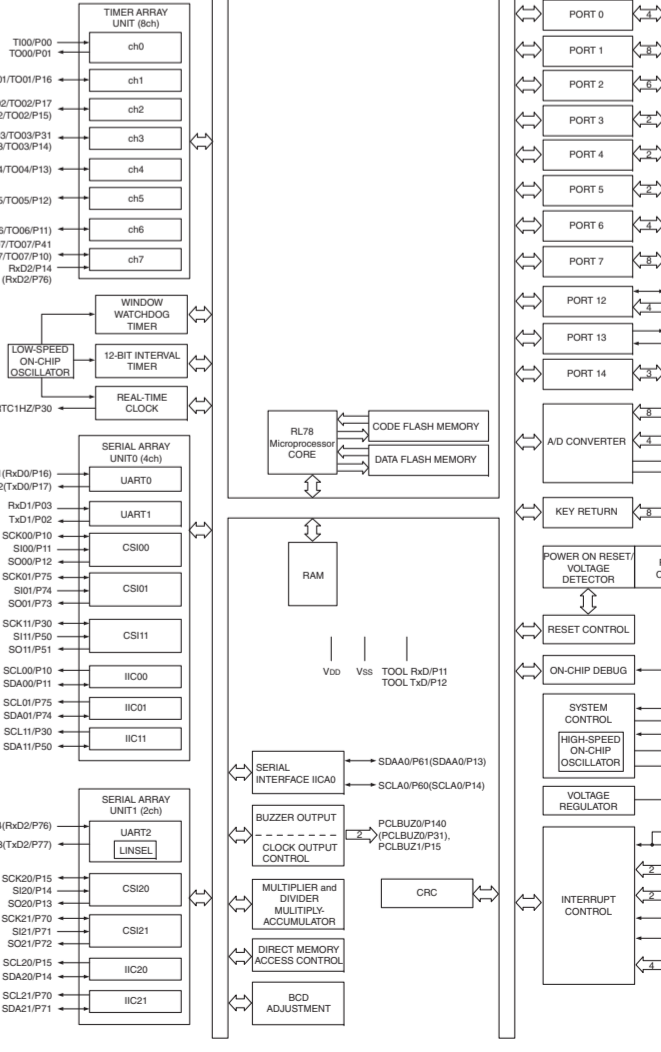 TIMER ARRAY
UNIT (8ch)
TI00/P00
TO00/P01
ch0
01/TO01/P16
ch1
02/TO02/P17
2/TO02/P15)
ch2
3/TO03/P31
3/TO03/P14)
ch3
4/TO04/P13)
ch4
5/TO05/P12)
ch5
6/TO06/P11)
ch6
7/TO07/P41
7/TO07/P10)
RxD2/P14
(RxD2/P76)
ch7
WINDOW
WATCHDOG
TIMER
LOW-SPEED
ON-CHIP
OSCILLATOR
12-BIT INTERVAL
TIMER
RTC1HZ/P30
REAL-TIME
CLOCK
SERIAL ARRAY
UNIT0 (4ch)
(RxD0/P16)
2(TxD0/P17)
UART0
RxD1/P03
TxD1/P02
UART1
SCK00/P10
SI00/P11
SO00/P12
CSI00
SCK01/P75
SI01/P74
SO01/P73
CSI01
SCK11/P30
SI11/P50
SO11/P51
CSI11
SCL00/P10
SDA00/P11
IIC00
SCL01/P75
SDA01/P74
IIC01
SCL11/P30
SDA11/P50
IIC11
SERIAL ARRAY
UNIT1 (2ch)
(RxD2/P76)
3(TxD2/P77)
UART2
LINSEL
SCK20/P15
SI20/P14
SO20/P13
CSI20
SCK21/P70
SI21/P71
SO21/P72
CSI21
SCL20/P15
SDA20/P14
IIC20
SCL21/P70
SDA21/P71
IIC21
RL78
Microprocessor
CORE
CODE FLASH MEMORY
DATA FLASH MEMORY
RAM
VDD
VSS
TOOL RxD/P11
TOOL TxD/P12
SERIAL
INTERFACE IICA0
SDAA0/P61(SDAA0/P13)
SCLA0/P60(SCLA0/P14)
BUZZER OUTPUT
CLOCK OUTPUT
CONTROL
2
PCLBUZ0/P140
(PCLBUZ0/P31),
PCLBUZ1/P15
MULTIPLIER and
DIVIDER
MULITIPLY-
ACCUMULATOR
CRC
DIRECT MEMORY
ACCESS CONTROL
BCD
ADJUSTMENT
PORT 0
4
PORT 1
8
PORT 2
6
PORT 3
2
PORT 4
2
PORT 5
2
PORT 6
4
PORT 7
8
PORT 12
4
PORT 13
PORT 14
3
A/D CONVERTER
8
4
KEY RETURN
8
POWER ON RESET/
VOLTAGE
DETECTOR
RESET CONTROL
ON-CHIP DEBUG
SYSTEM
CONTROL
HIGH-SPEED
ON-CHIP
OSCILLATOR
VOLTAGE
REGULATOR
INTERRUPT
CONTROL
2
2
4